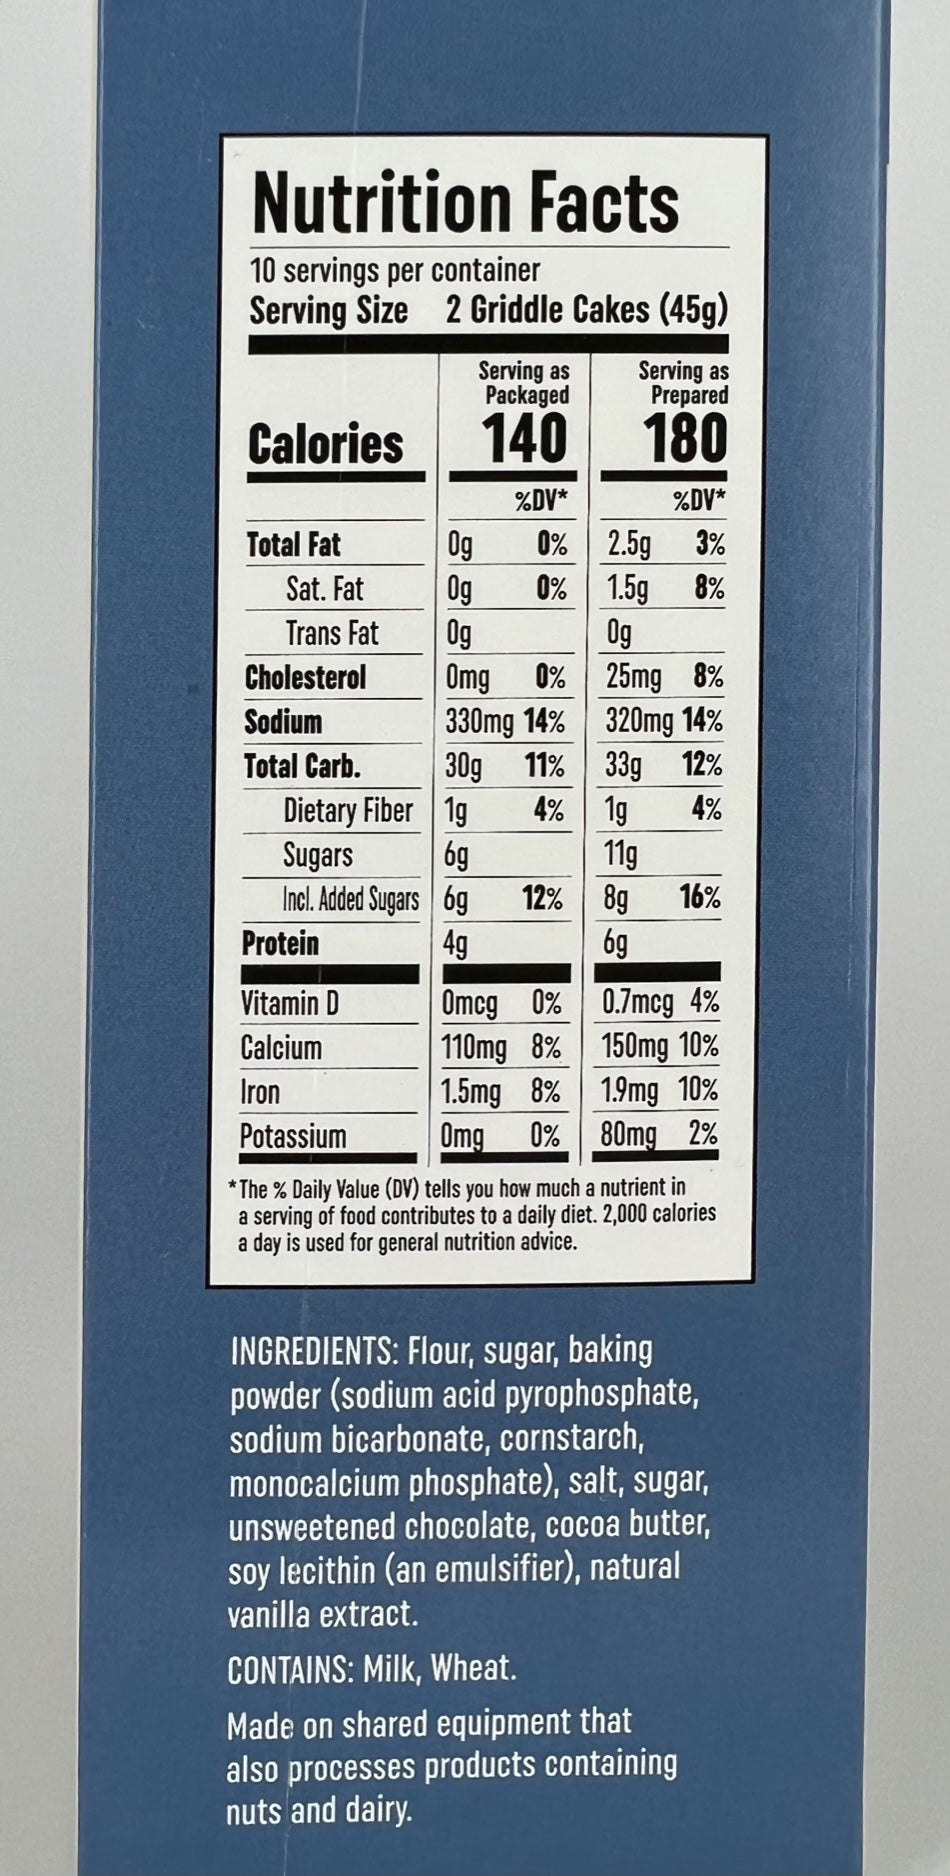 Nutrition Facts
10 servings per container
Serving Size 2 Griddle Cakes (45g)
Serving as Packaged Serving as Prepared
Calories 140 180
%DV* %DV*
Total Fat 0g 0% 2.5g 3%
Sat. Fat 0g 0% 1.5g 8%
Trans Fat 0g 0g
Cholesterol 0mg 0% 25mg 8%
Sodium 330mg 14% 320mg 14%
Total Carb. 30g 11% 33g 12%
Dietary Fiber 1g 4% 1g 4%
Sugars 6g 11g
Incl. Added Sugars 6g 12% 8g 16%
Protein 4g 6g
Vitamin D 0mcg 0% 0.7mcg 4%
Calcium 110mg 8% 150mg 10%
Iron 1.5mg 8% 1.9mg 10%
Potassium 0mg 0% 80mg 2%
*The % Daily Value (DV) tells you how much a nutrient in
a serving of food contributes to a daily diet. 2,000 calories
a day is used for general nutrition advice.
INGREDIENTS: Flour, sugar, baking
powder (sodium acid pyrophosphate,
sodium bicarbonate, cornstarch,
monocalcium phosphate), salt, sugar,
unsweetened chocolate, cocoa butter,
soy lecithin (an emulsifier), natural
vanilla extract.
CONTAINS: Milk, Wheat.
Made on shared equipment that
also processes products containing
nuts and dairy.